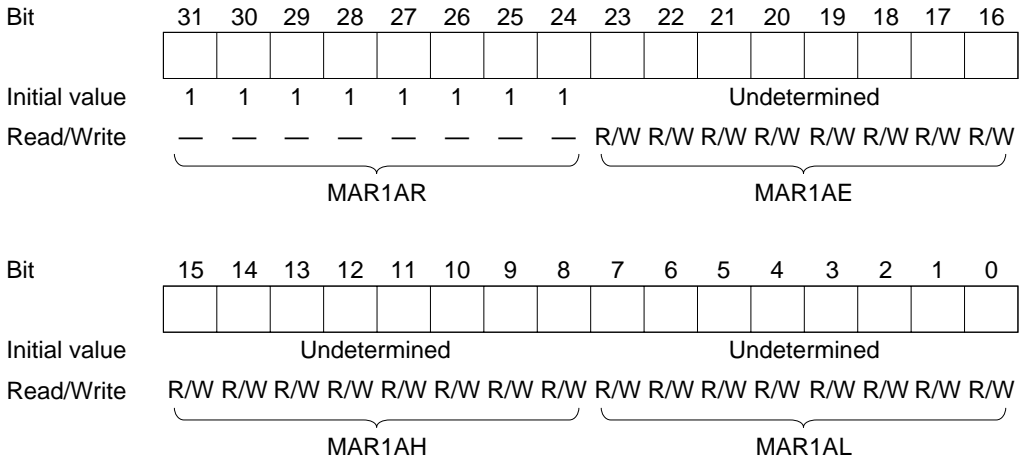 Bit 31 30 29 28 27 26 25 24 23 22 21 20 19 18 17 16
Initial value 1 1 1 1 1 1 1 1 Undetermined
Read/Write — — — — — — — — R/W R/W R/W R/W R/W R/W R/W R/W
MAR1AR MAR1AE
Bit 15 14 13 12 11 10 9 8 7 6 5 4 3 2 1 0
Initial value Undetermined Undetermined
Read/Write R/W R/W R/W R/W R/W R/W R/W R/W R/W R/W R/W R/W R/W R/W R/W R/W
MAR1AH MAR1AL